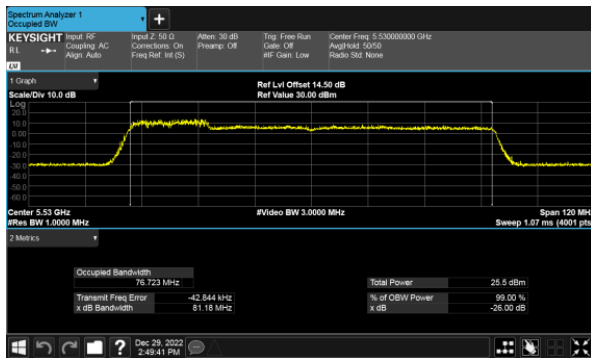 Spectrum Analyzer 1
Occupied BW
+
KEYSIGHT Input: RF Input Z: 50 Ω Atten: 30 dB Trig: Free Run Center Freq: 5.530000000 GHz
RL Coupling: AC Corrections: On Preamp: Off Gate: Off Avg|Hold: 50/50
Align: Auto Freq Ref: Int (S) #IF Gain: Low Radio Std: None
LXI
1 Graph
Ref Lvl Offset 14.50 dB
Scale/Div 10.0 dB Ref Value 30.00 dBm
Log
20.0
10.0
0.00
-10.0
-20.0
-30.0
-40.0
-50.0
-60.0
Center 5.53 GHz #Video BW 3.0000 MHz Span 120 MH
#Res BW 1.0000 MHz Sweep 1.07 ms (4001 pts
2 Metrics
Occupied Bandwidth
76.723 MHz Total Power 25.5 dBm
Transmit Freq Error -42.844 kHz % of OBW Power 99.00 %
x dB Bandwidth 81.18 MHz x dB -26.00 dB
? Dec 29, 2022
2:49:41 PM